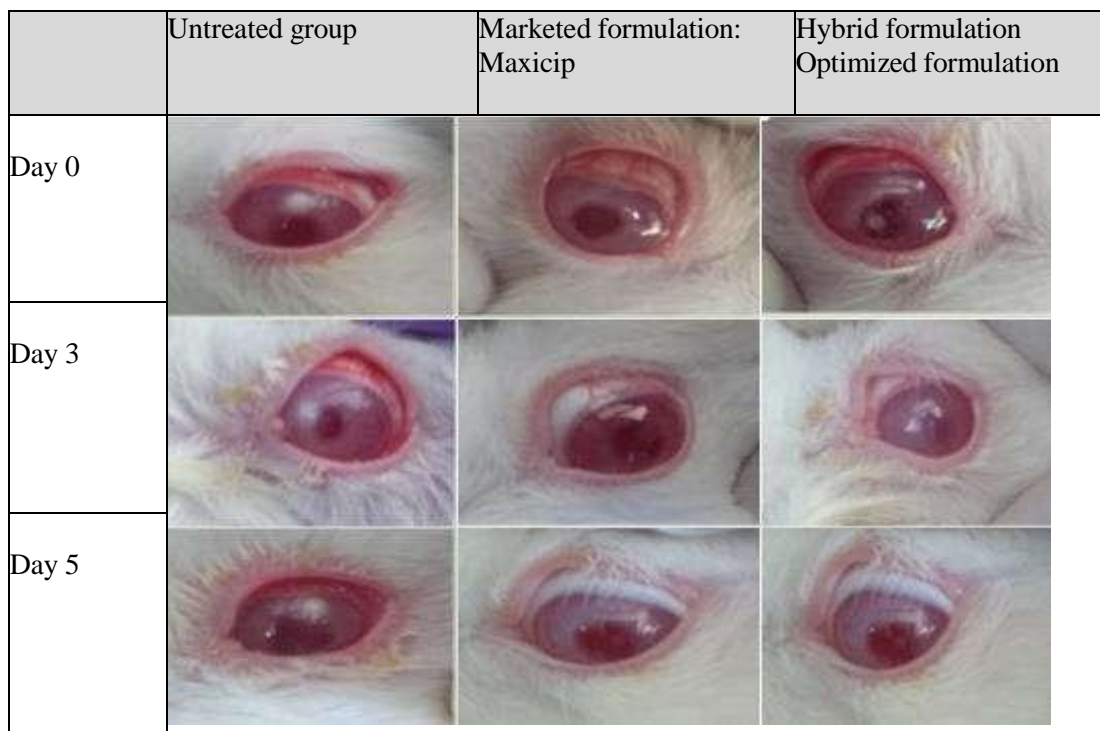 Untreated group
Marketed formulation:
Maxicip
Hybrid formulation
Optimized formulation
Day 0
Day 3
Day 5